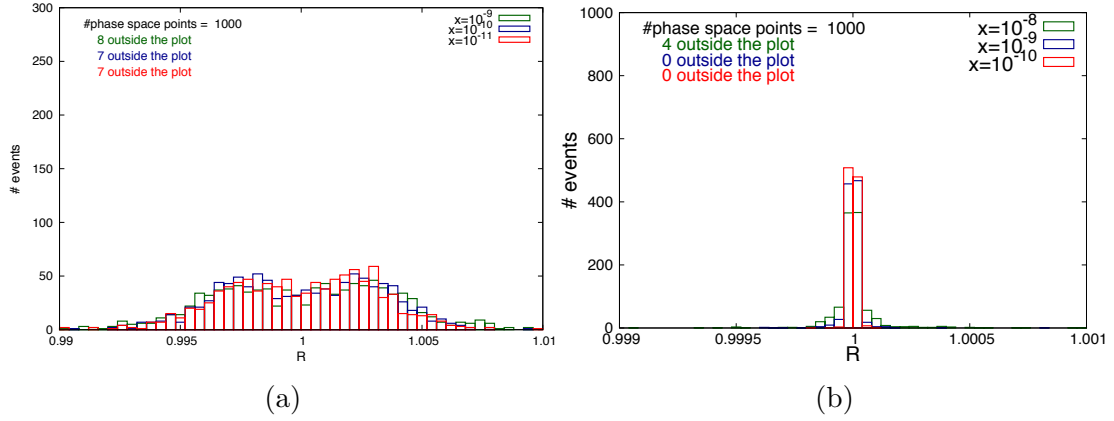 #phase space points = 1000
8 outside the plot
7 outside the plot
7 outside the plot
x=10^-9
x=10^-10
x=10^-11
300
250
200
150
100
50
0
# events
0.99 0.995 1 1.005 1.01
R
(a)
#phase space points = 1000
4 outside the plot
0 outside the plot
0 outside the plot
x=10^-8
x=10^-9
x=10^-10
1000
800
600
400
200
0
# events
0.999 0.9995 1 1.0005 1.001
R
(b)